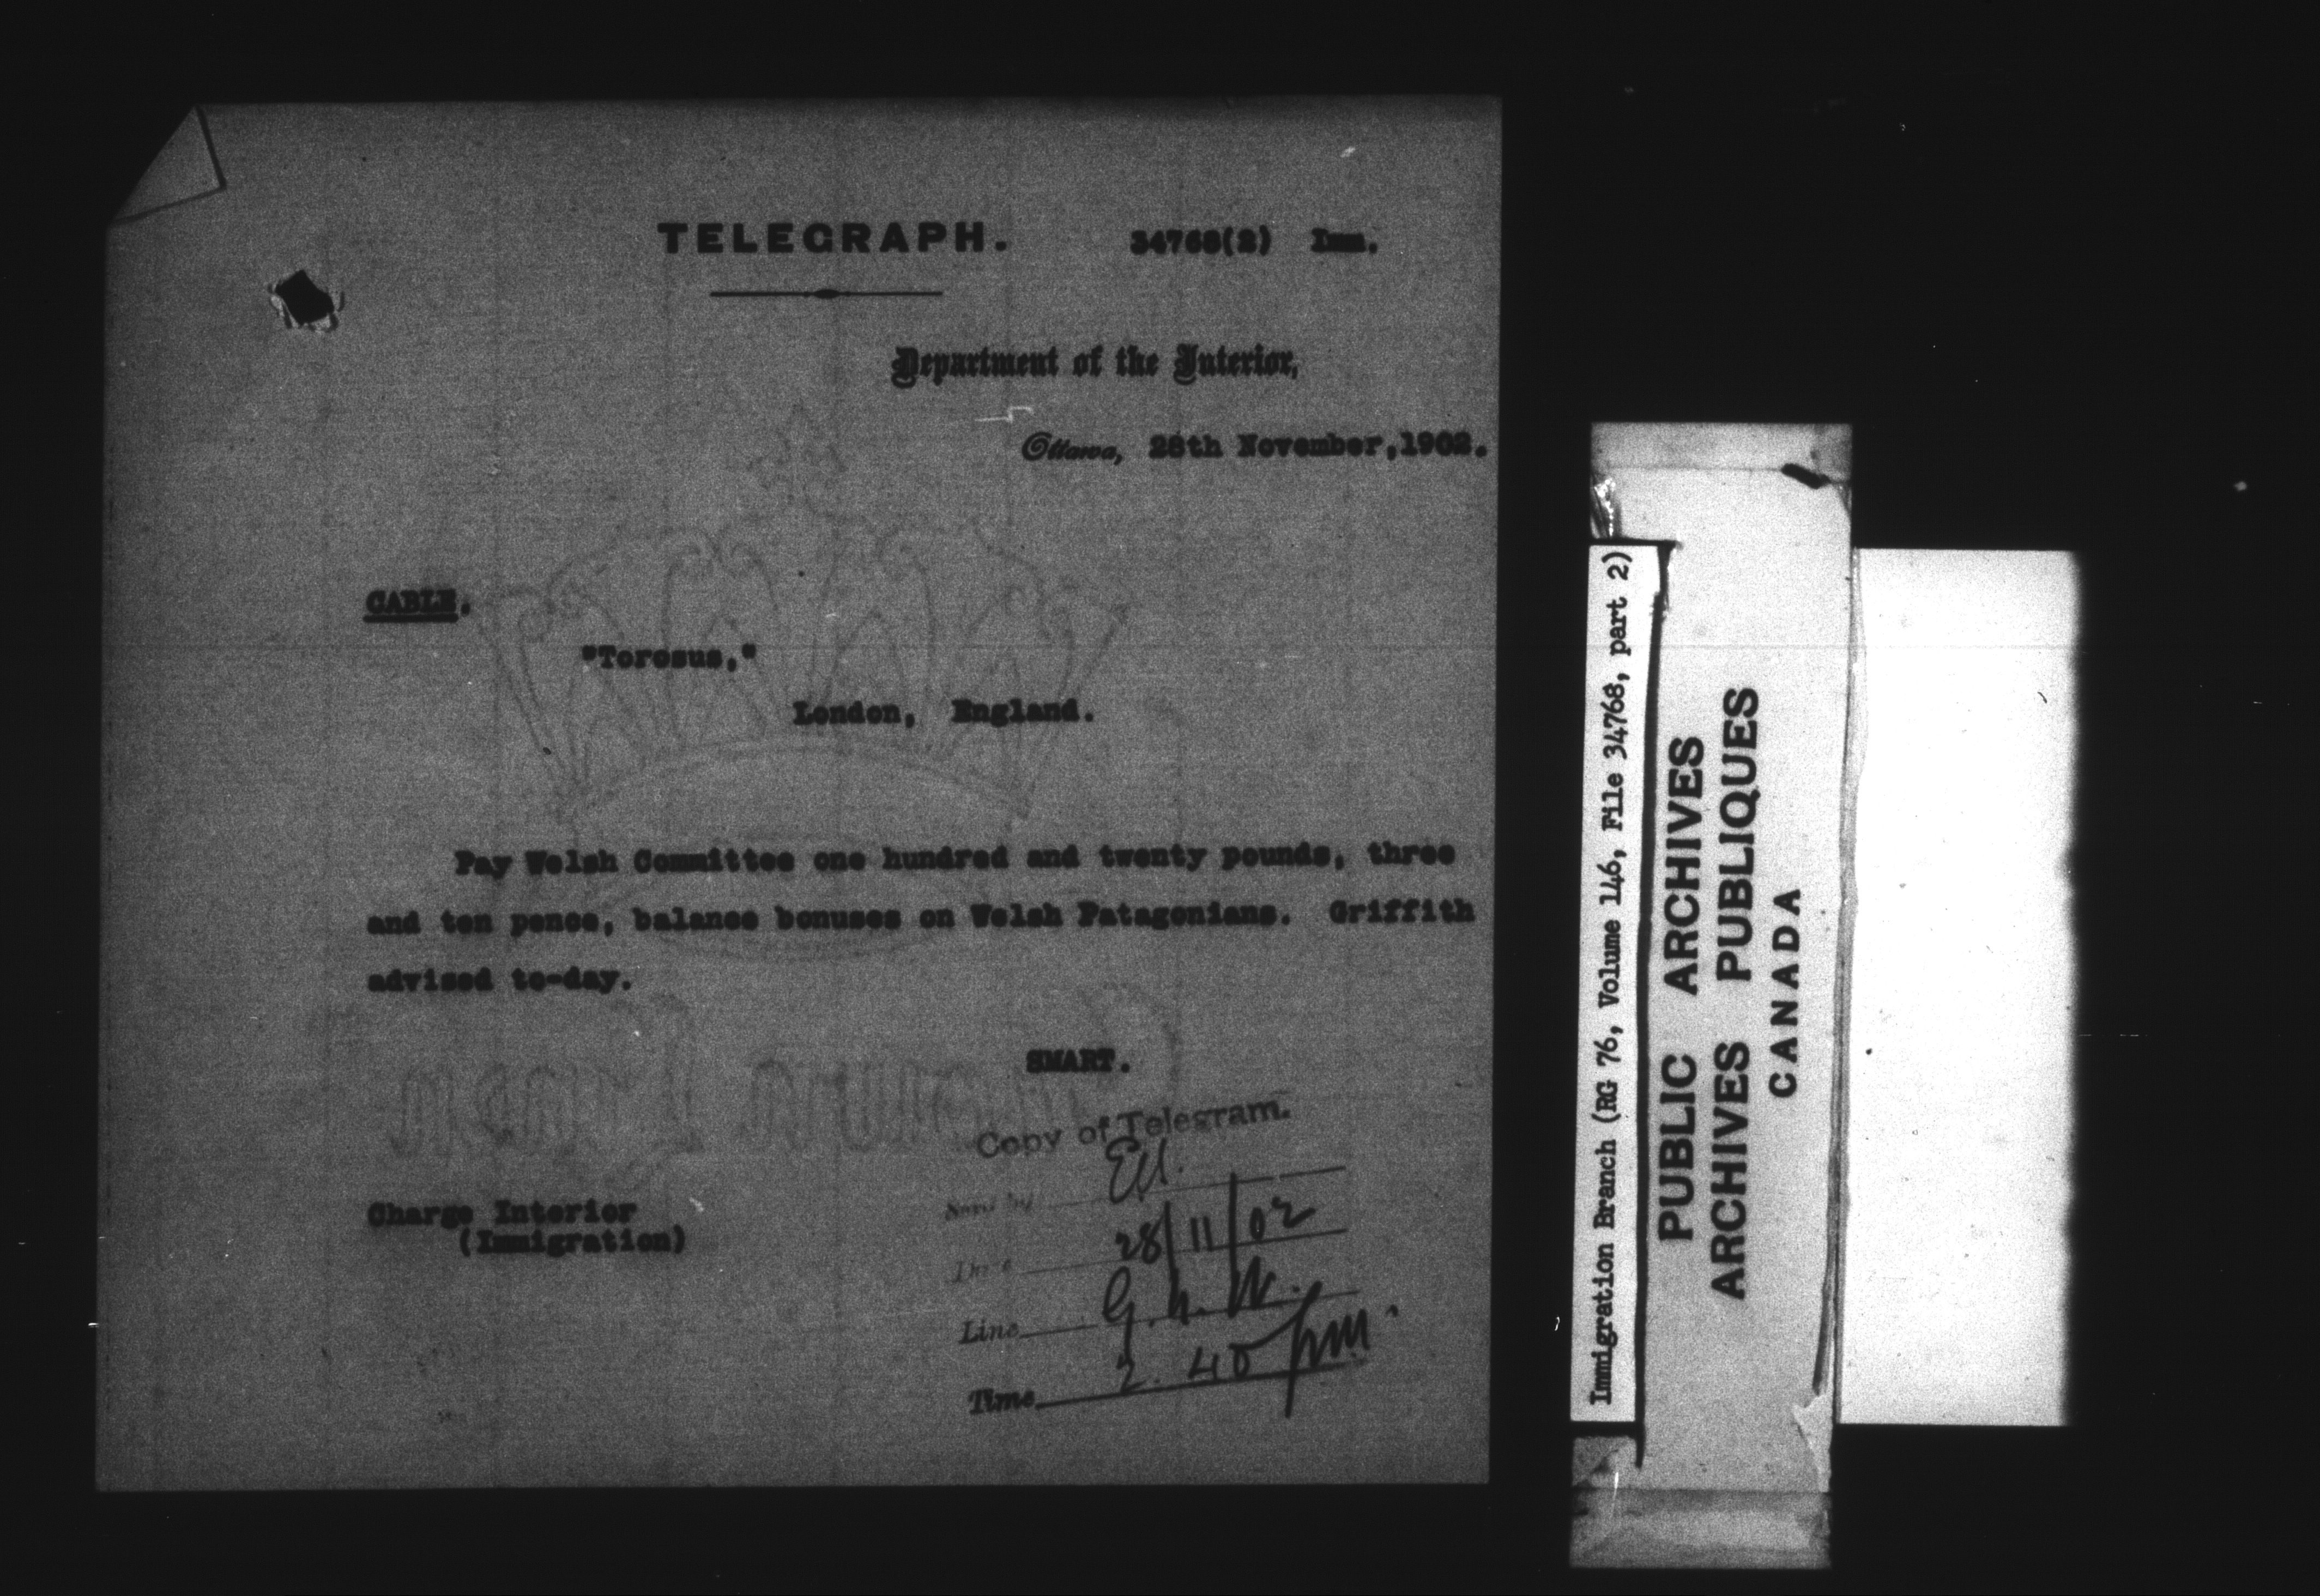 TELEGRAPH.
34768(2) Imm.
Department of the Interior,
Ottawa, 28th November, 1902.
CABLE.
"Torosus,"
London, England.
Pay Welsh Committee one hundred and twenty pounds, three
and ten pence, balance bonuses on Welsh Patagonians. Griffith
advised to-day.
SMART.
Copy of Telegram.
Send by
Date 28/11/02
Line G. N. W.
Time 2.40 pm.
Charge Interior
(Immigration)
Immigration Branch (RG 76, Volume 146, File 34768, part 2)
PUBLIC ARCHIVES
ARCHIVES PUBLIQUES
CANADA